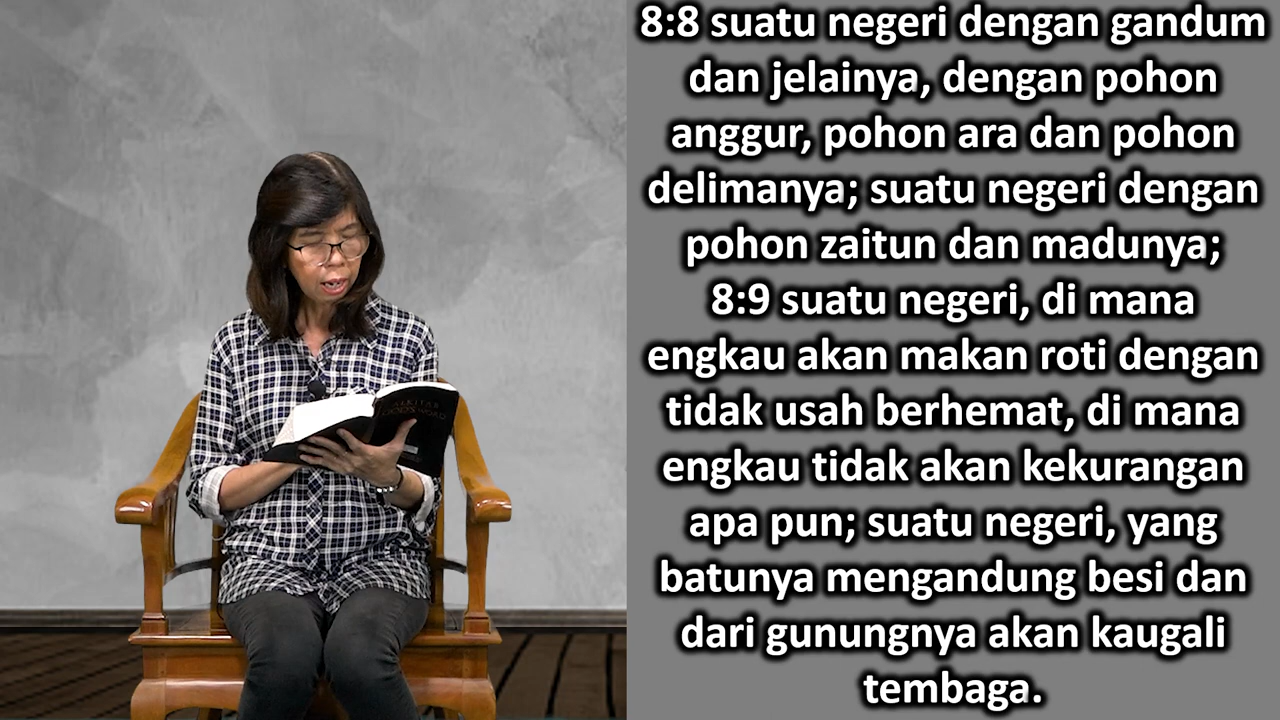 8:8 suatu negeri dengan gandum
dan jelainya, dengan pohon
anggur, pohon ara dan pohon
delimanya; suatu negeri dengan
pohon zaitun dan madunya;
8:9 suatu negeri, di mana
engkau akan makan roti dengan
tidak usah berhemat, di mana
engkau tidak akan kekurangan
apa pun; suatu negeri, yang
batunya mengandung besi dan
dari gunungnya akan kaugali
tembaga.
ALKITAB
GOD'S WORD